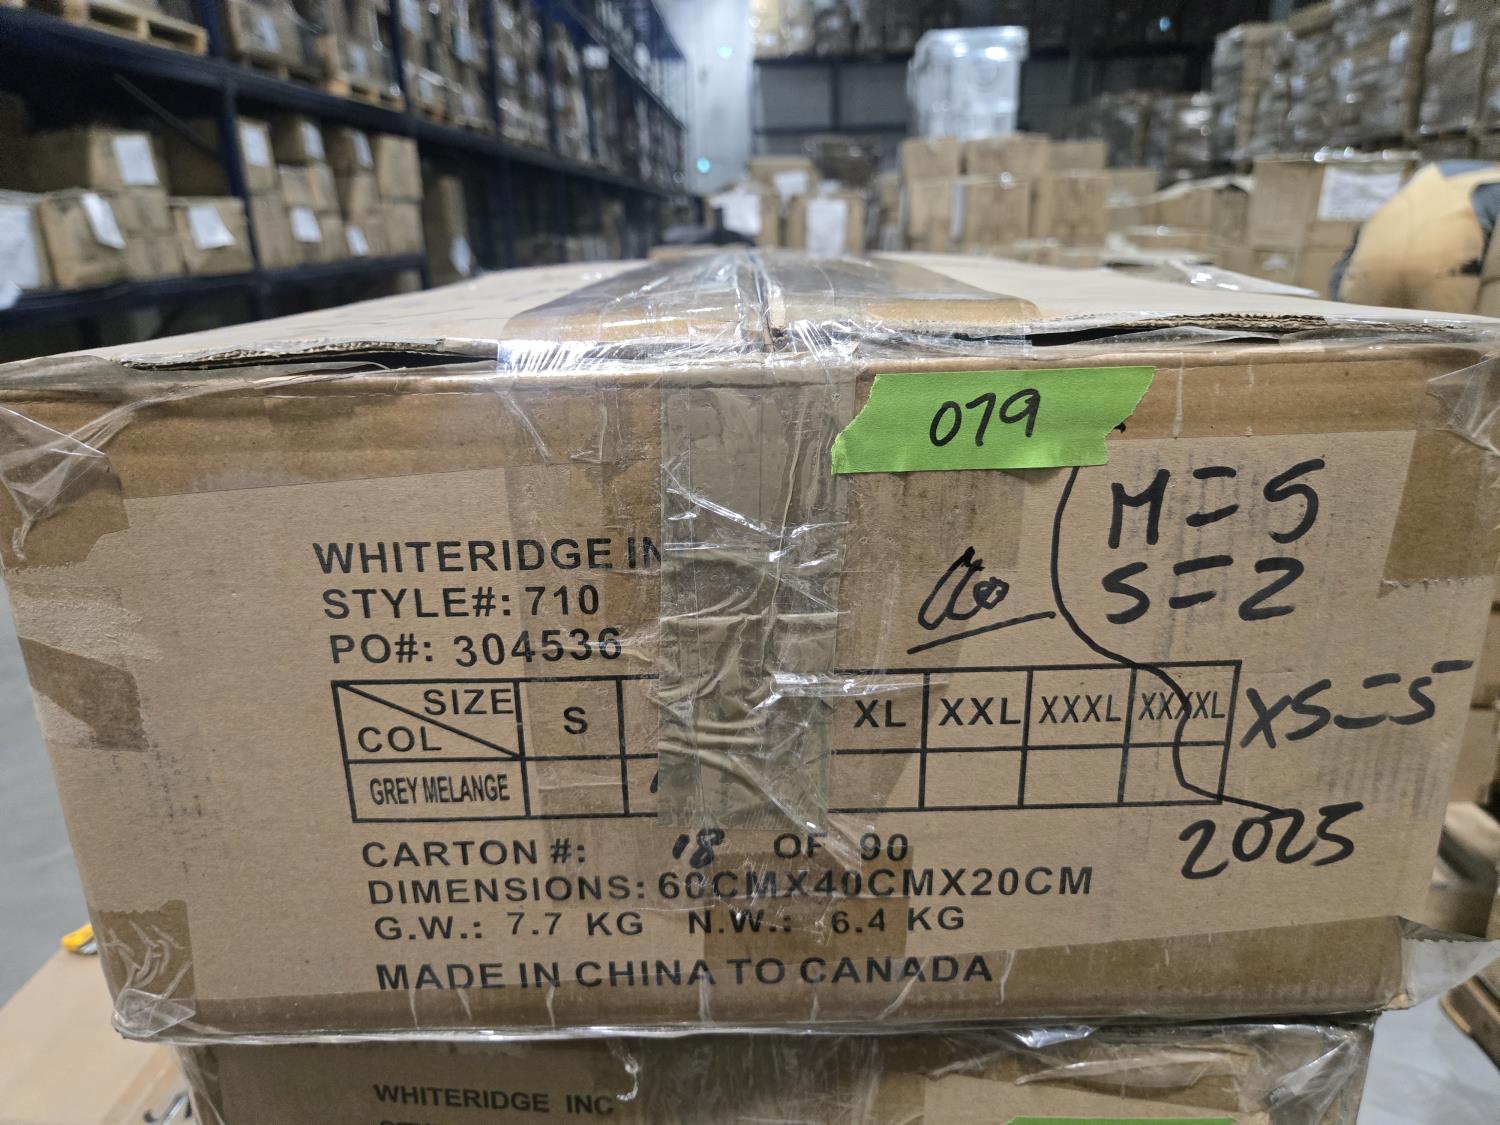 079
M = 5
S = 2
XS = 5
2025
WHITERIDGE IN
STYLE#: 710
PO#: 304536
SIZE S XL XXL XXXL XXXXL
COL
GREY MELANGE
CARTON #: 18 OF 90
DIMENSIONS: 60CMX40CMX20CM
G.W.: 7.7 KG N.W.: 6.4 KG
MADE IN CHINA TO CANADA
WHITERIDGE INC